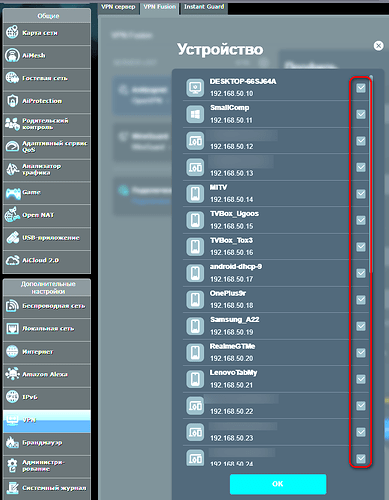 VPN сервер
VPN Fusion
Instant Guard
Общие
Карта сети
AiMesh
Гостевая сеть
AiProtection
Родительский
контроль
Адаптивный сервис
QoS
Анализатор
трафика
Game
Open NAT
USB-приложение
AiCloud 2.0
Дополнительные
настройки
Беспроводная сеть
Локальная сеть
Интернет
Amazon Alexa
IPv6
VPN
Брандмауэр
Администри-
рование
Системный журнал
VPN Fusion
Устройство
DESKTOP-66SJ64A
192.168.50.10
SmallComp
192.168.50.11
192.168.50.12
192.168.50.13
MITV
192.168.50.14
TVBox_Ugoos
192.168.50.15
TVBox_Tox3
192.168.50.16
android-dhcp-9
192.168.50.17
OnePlus9r
192.168.50.18
Samsung_A22
192.168.50.19
RealmeGTMe
192.168.50.20
LenovoTabMy
192.168.50.21
192.168.50.22
192.168.50.23
192.168.50.24
OK